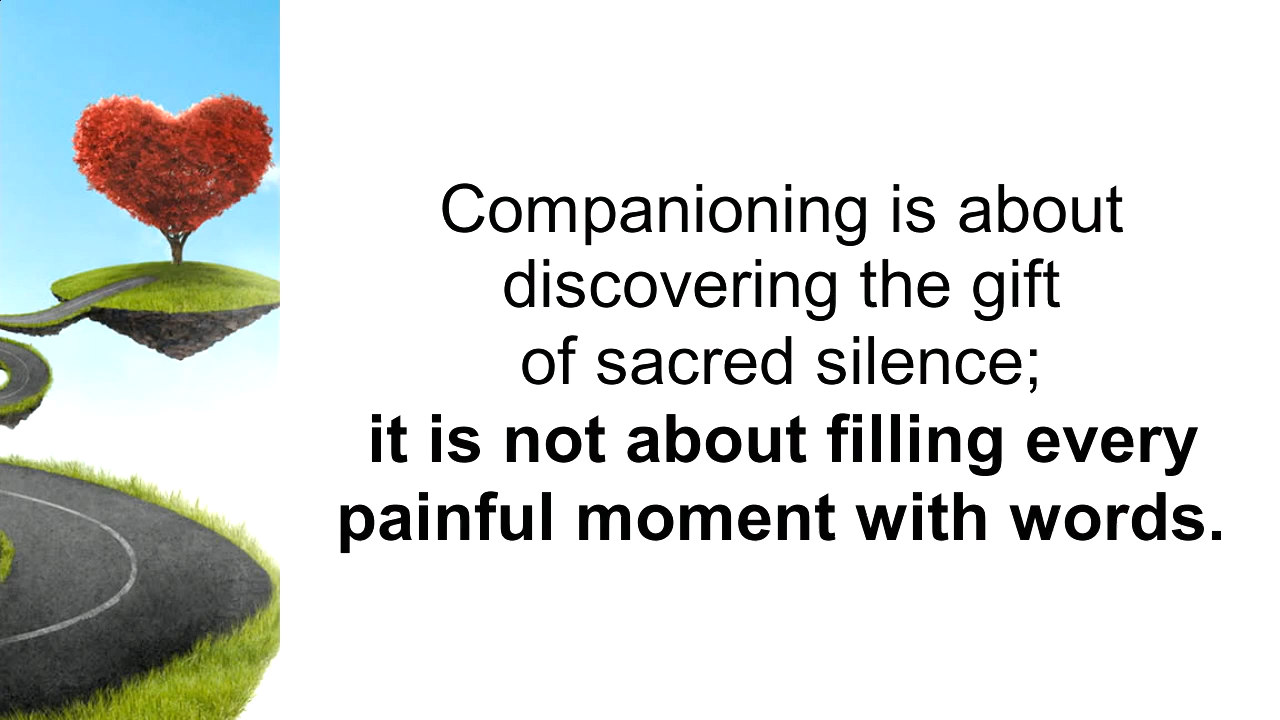 Companioning is about
discovering the gift
of sacred silence;
it is not about filling every
painful moment with words.